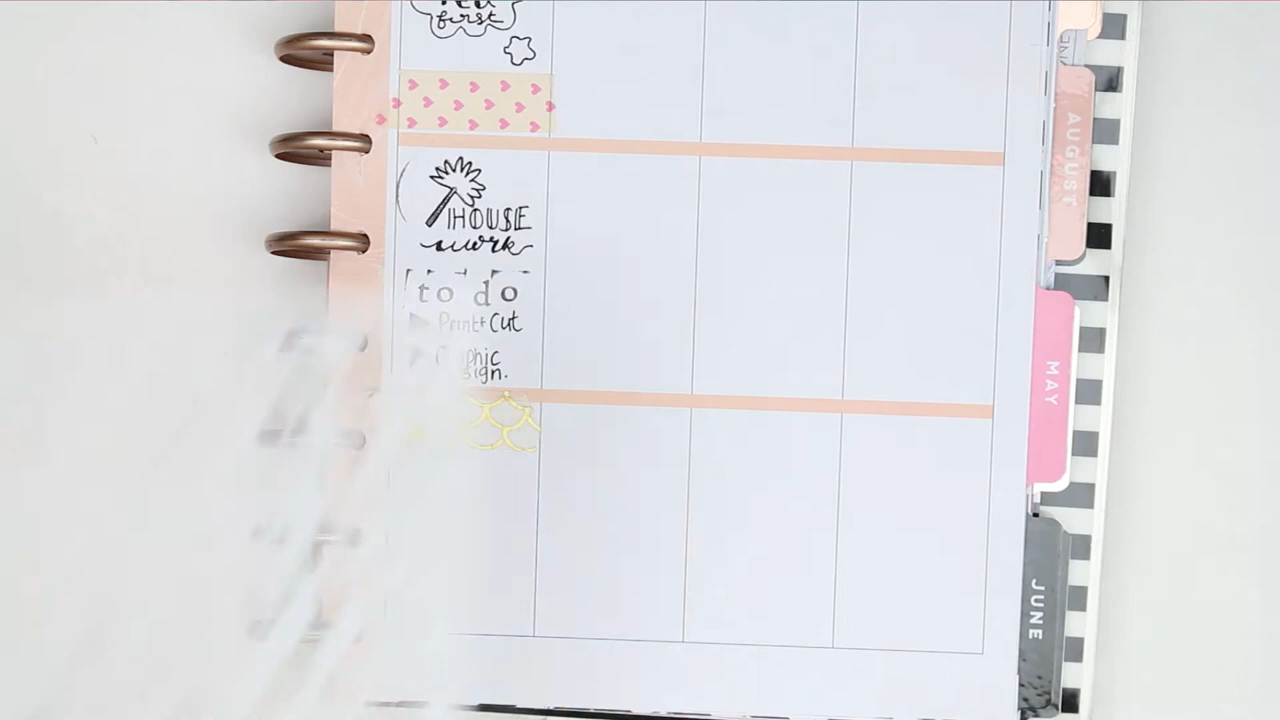 first
HOUSE
work
to do
Print+ Cut
AUGUST
MAY
JUNE